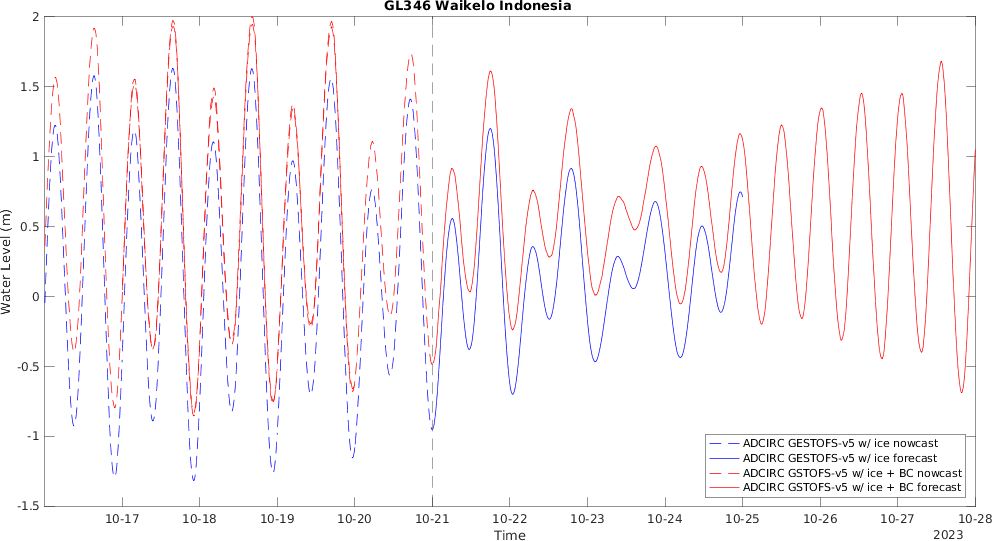 GL346 Waikelo Indonesia
2
1.5
1
0.5
0
-0.5
-1
-1.5
Water Level (m)
10-17 10-18 10-19 10-20 10-21 10-22 10-23 10-24 10-25 10-26 10-27 10-28
Time
2023
ADCIRC GESTOFS-v5 w/ ice nowcast
ADCIRC GESTOFS-v5 w/ ice forecast
ADCIRC GSTOFS-v5 w/ ice + BC nowcast
ADCIRC GSTOFS-v5 w/ ice + BC forecast